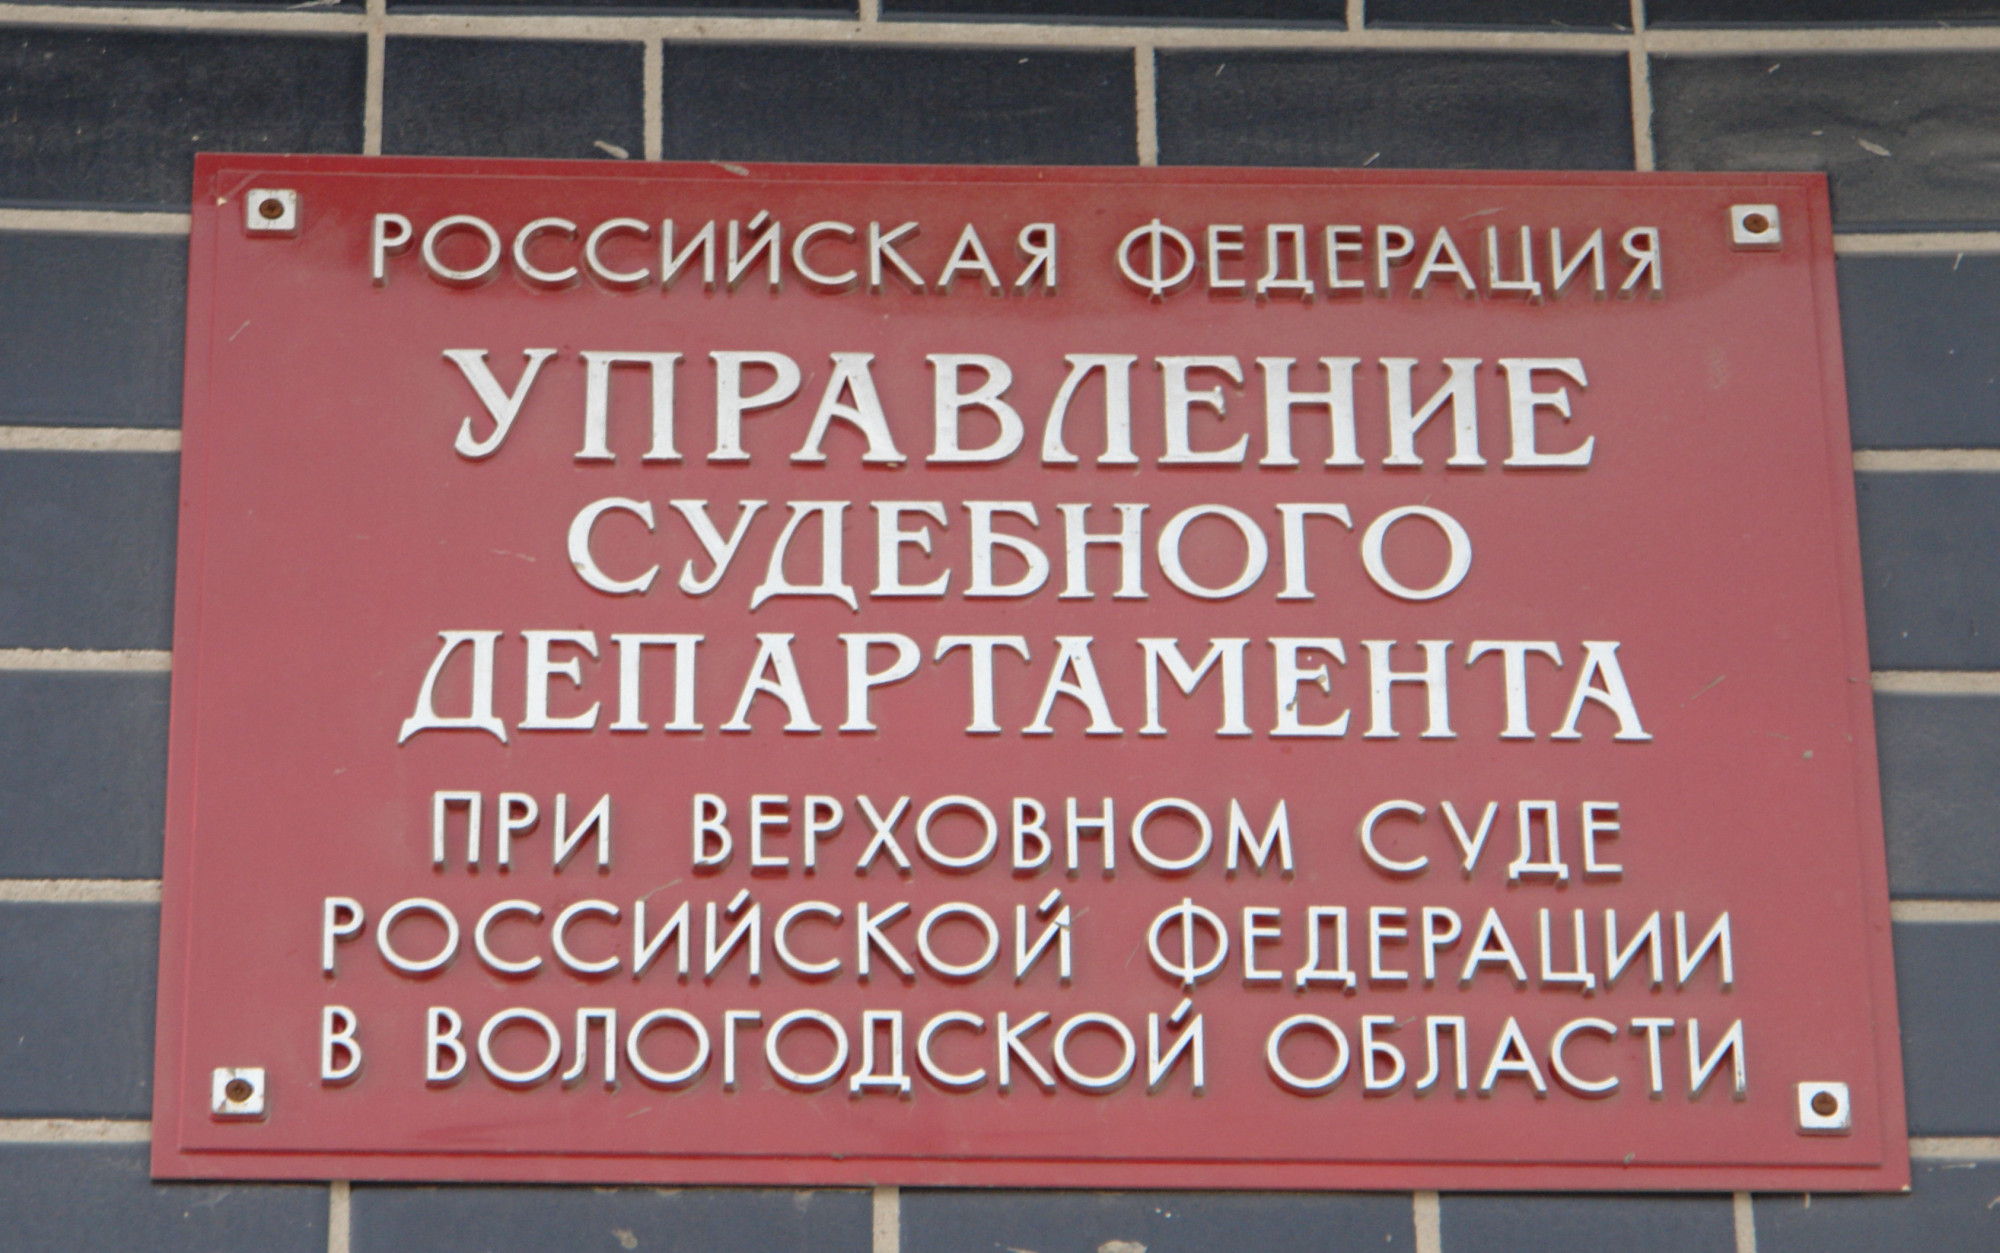 РОССИЙСКАЯ ФЕДЕРАЦИЯ
УПРАВЛЕНИЕ
СУДЕБНОГО
ДЕПАРТАМЕНТА
ПРИ ВЕРХОВНОМ СУДЕ
РОССИЙСКОЙ ФЕДЕРАЦИИ
В ВОЛОГОДСКОЙ ОБЛАСТИ